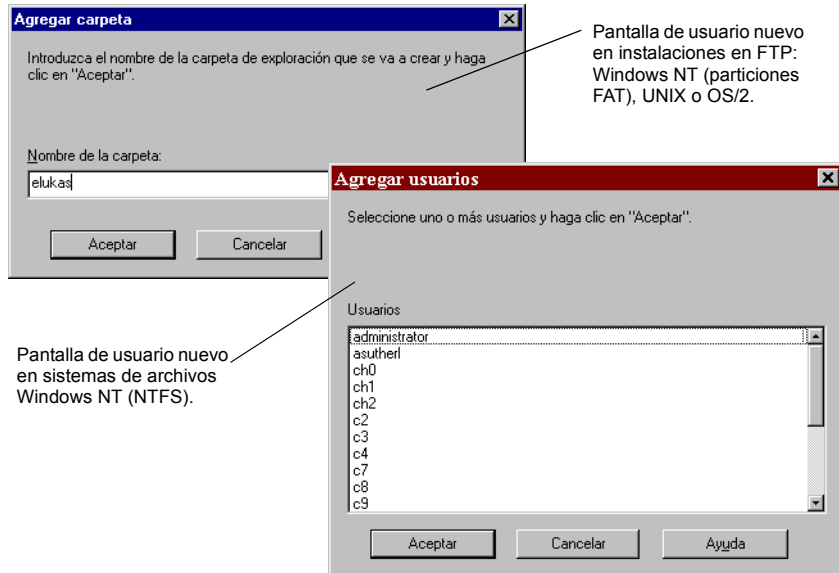 Agregar carpeta
Introduzca el nombre de la carpeta de exploración que se va a crear y haga
clic en "Aceptar".
Nombre de la carpeta:
elukas
Aceptar
Cancelar
Pantalla de usuario nuevo
en instalaciones en FTP:
Windows NT (particiones
FAT), UNIX o OS/2.
Agregar usuarios
Seleccione uno o más usuarios y haga clic en "Aceptar".
Usuarios
administrator
asutherl
ch0
ch1
ch2
c2
c3
c4
c7
c8
c9
Aceptar
Cancelar
Ayuda
Pantalla de usuario nuevo
en sistemas de archivos
Windows NT (NTFS).